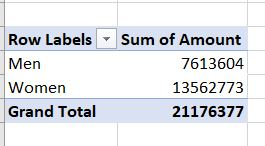 Row Labels Sum of Amount
Men 7613604
Women 13562773
Grand Total 21176377